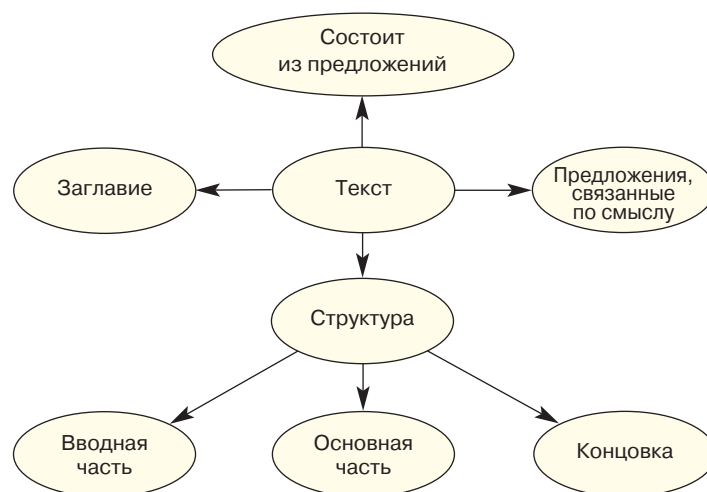 Состоит
из предложений
Заглавие
Текст
Предложения,
связанные
по смыслу
Структура
Вводная
часть
Основная
часть
Концовка